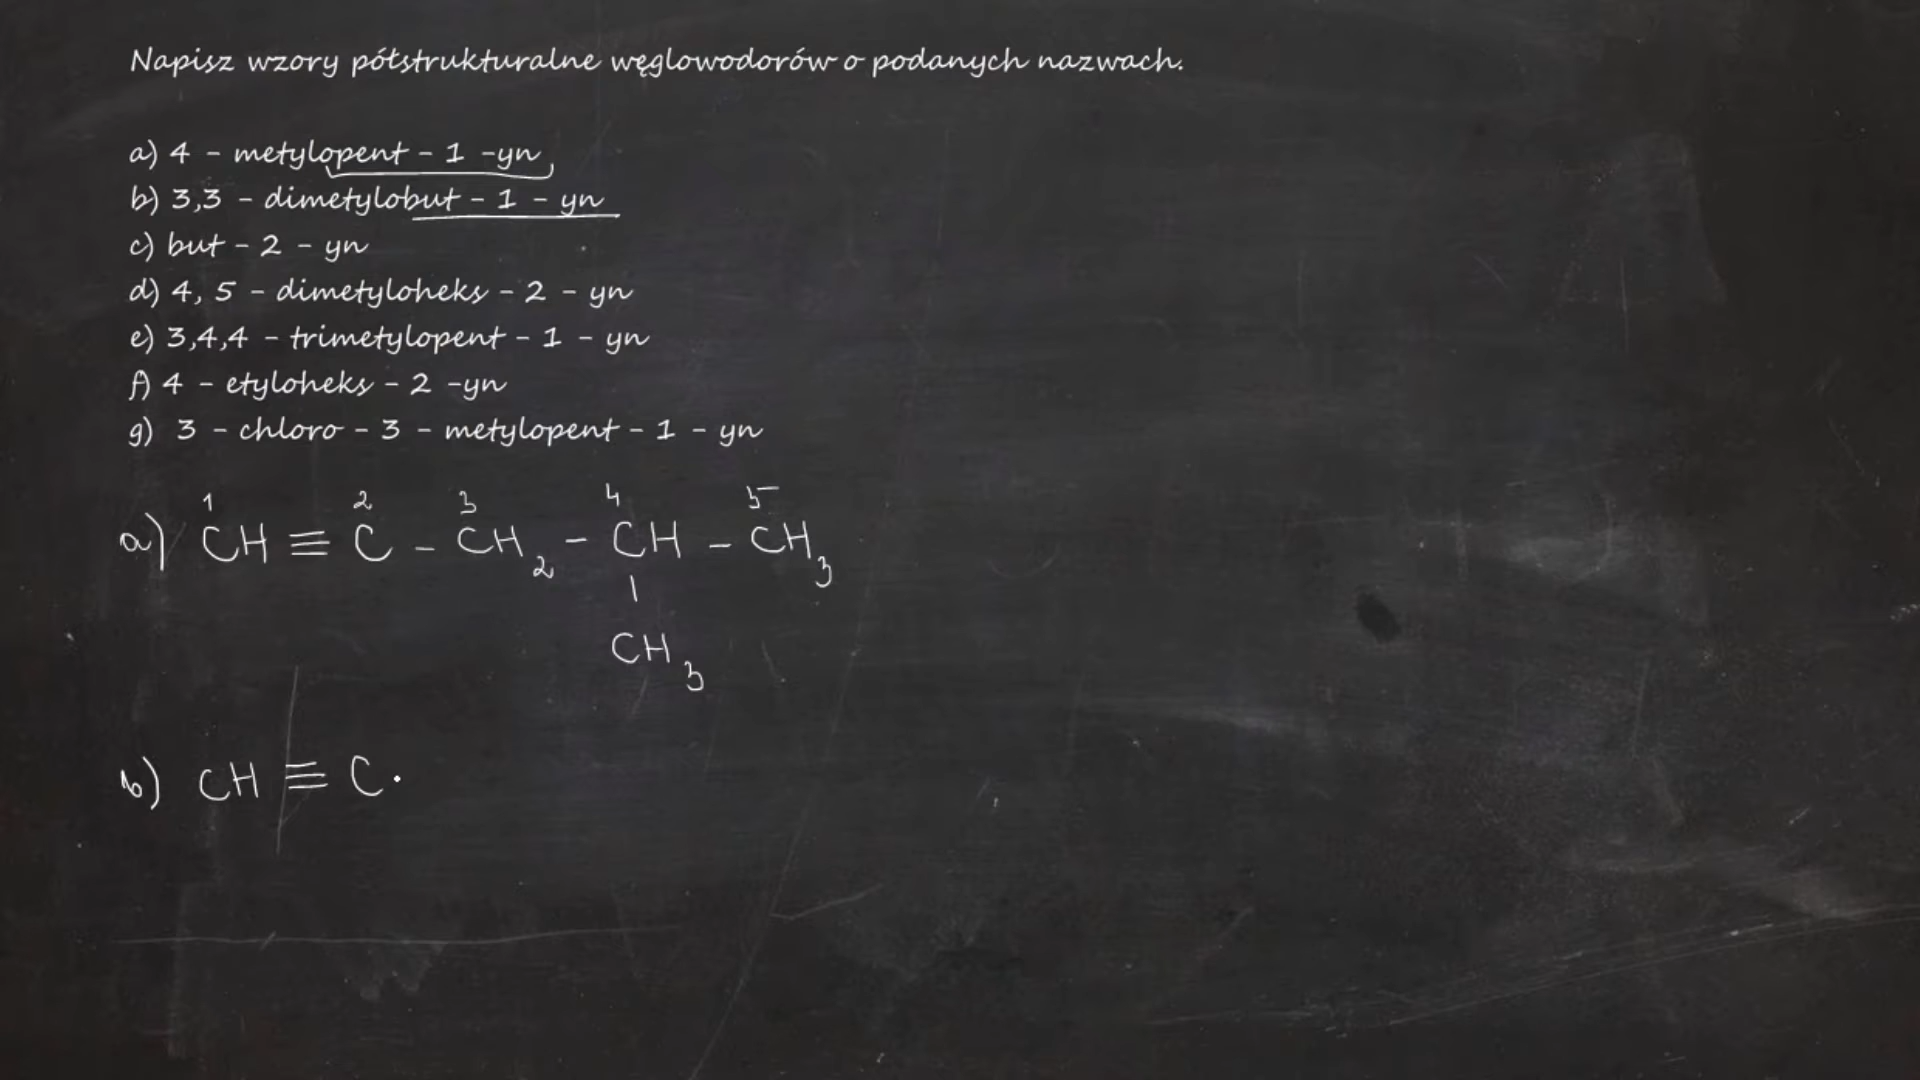 Napisz wzory półstrukturalne węglowodorów o podanych nazwach.
a) 4 - metylopent - 1 -yn
b) 3,3 - dimetylobut - 1 - yn
c) but - 2 - yn
d) 4, 5 - dimetyloheks - 2 - yn
e) 3,4,4 - trimetylopent - 1 - yn
f) 4 - etyloheks - 2 -yn
g) 3 - chloro - 3 - metylopent - 1 - yn
1 2 3 4 5
a) CH ≡ C - CH₂ - CH - CH₃
|
CH₃
b) CH ≡ C